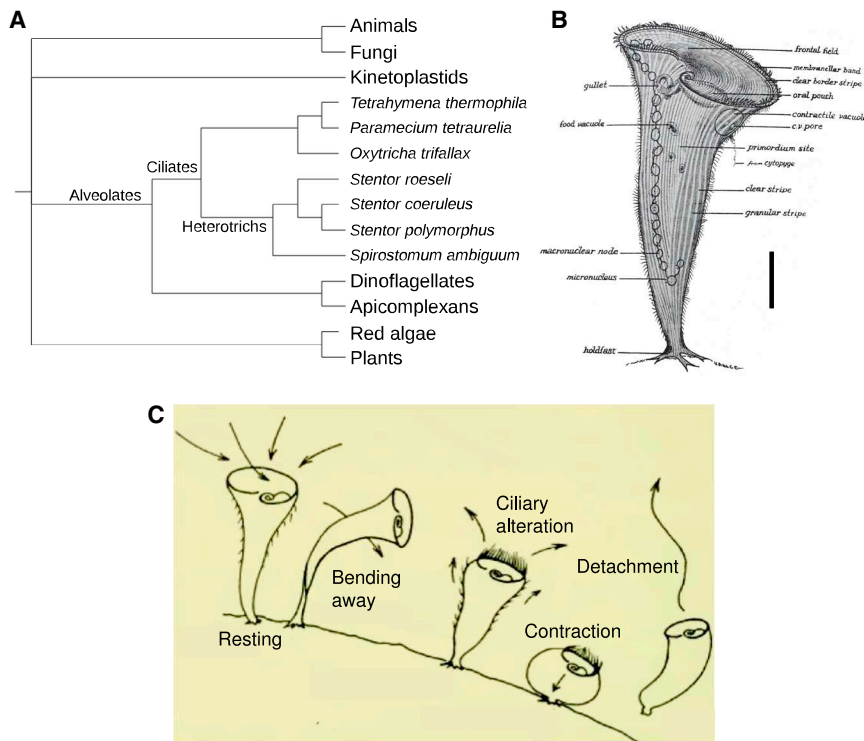 A
Animals
Fungi
Kinetoplastids
Tetrahymena thermophila
Paramecium tetraurelia
Oxytricha trifallax
Ciliates
Stentor roeseli
Alveolates
Stentor coeruleus
Heterotrichs
Stentor polymorphus
Spirostomum ambiguum
Dinoflagellates
Apicomplexans
Red algae
Plants
B
frontal field
membranellar band
gullet
clear border stripe
oral pouch
contractile vacuole
food vacuole
c.v. pore
primordium site
from cytopyge
clear stripe
granular stripe
macronuclear node
micronucleus
holdfast
C
Ciliary
alteration
Detachment
Bending
away
Resting
Contraction